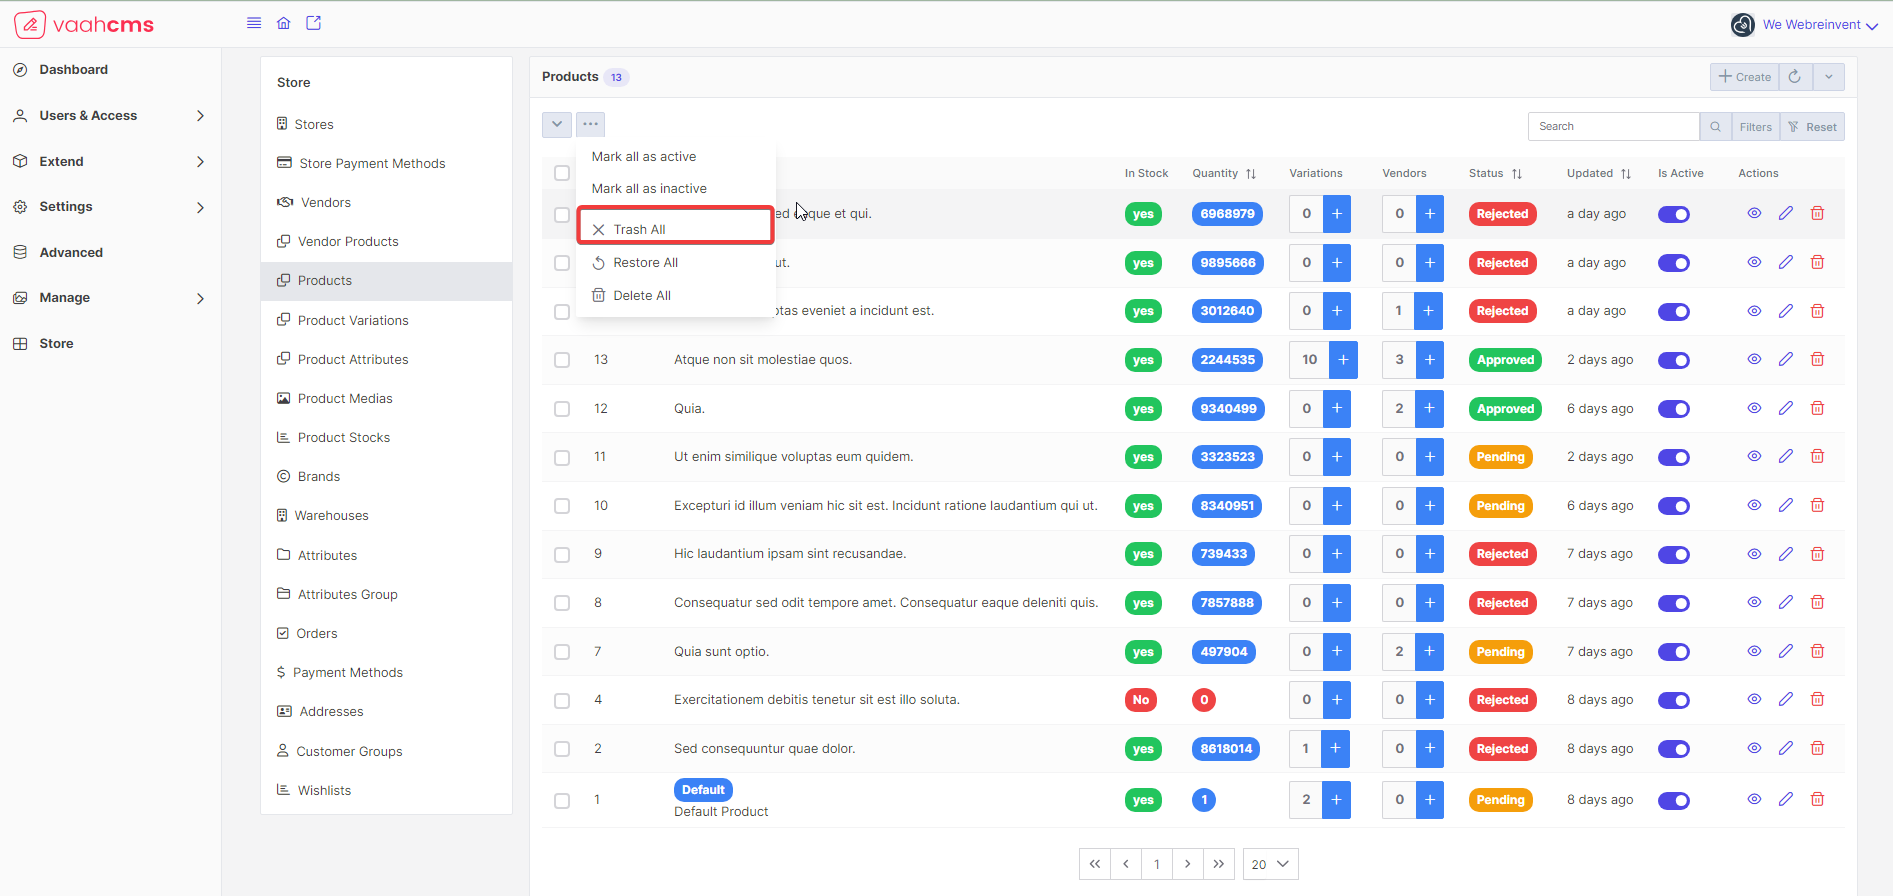 vaahcms
We Webreinvent
Dashboard
Users & Access
Extend
Settings
Advanced
Manage
Store
Store
Stores
Store Payment Methods
Vendors
Vendor Products
Products
Product Variations
Product Attributes
Product Medias
Product Stocks
Brands
Warehouses
Attributes
Attributes Group
Orders
$ Payment Methods
Addresses
Customer Groups
Wishlists
Products 13
+ Create
Search Filters Reset
Mark all as active
Mark all as inactive
Trash All
Restore All
Delete All
In Stock Quantity Variations Vendors Status Updated Is Active Actions
que et qui. yes 6968979 0 + 0 + Rejected a day ago
ut. yes 9895666 0 + 0 + Rejected a day ago
ptas eveniet a incidunt est. yes 3012640 0 + 1 + Rejected a day ago
13 Atque non sit molestiae quos. yes 2244535 10 + 3 + Approved 2 days ago
12 Quia. yes 9340499 0 + 2 + Approved 6 days ago
11 Ut enim similique voluptas eum quidem. yes 3323523 0 + 0 + Pending 2 days ago
10 Excepturi id illum veniam hic sit est. Incidunt ratione laudantium qui ut. yes 8340951 0 + 0 + Pending 6 days ago
9 Hic laudantium ipsam sint recusandae. yes 739433 0 + 0 + Rejected 7 days ago
8 Consequatur sed odit tempore amet. Consequatur eaque deleniti quis. yes 7857888 0 + 0 + Rejected 7 days ago
7 Quia sunt optio. yes 497904 0 + 2 + Pending 7 days ago
4 Exercitationem debitis tenetur sit est illo soluta. No 0 0 + 0 + Rejected 8 days ago
2 Sed consequuntur quae dolor. yes 8618014 1 + 0 + Rejected 8 days ago
Default
1 Default Product yes 1 2 + 0 + Pending 8 days ago
1 20